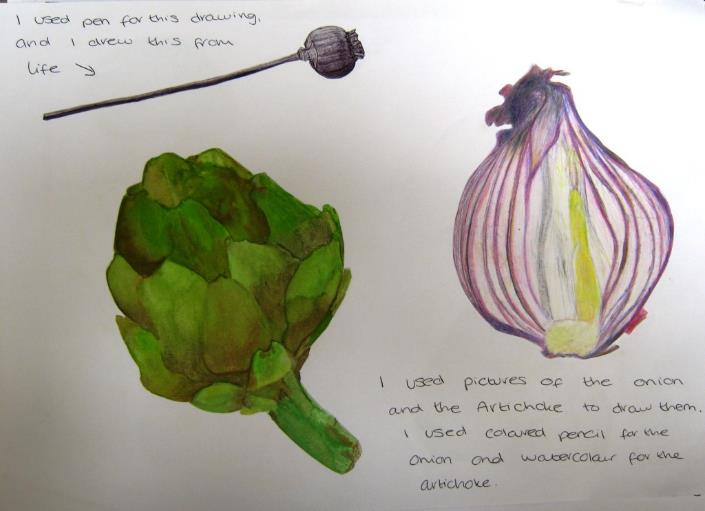 I used pen for this drawing,
and I drew this from
life ↘
I used pictures of the onion
and the Artichoke to draw them.
I used coloured pencil for the
onion and watercolour for the
artichoke.